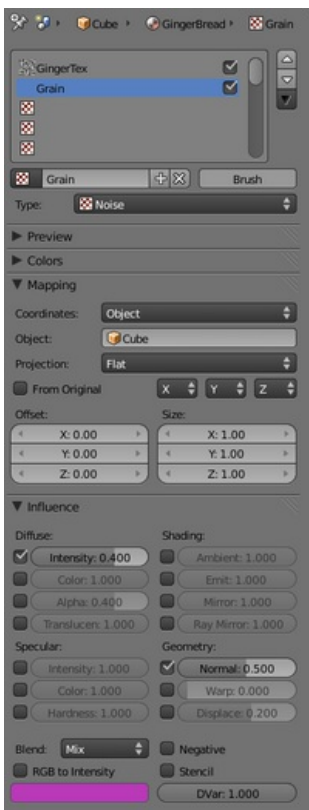 Cube GingerBread Grain
GingerTex
Grain
Grain Brush
Type: Noise
Preview
Colors
Mapping
Coordinates: Object
Object: Cube
Projection: Flat
From Original X Y Z
Offset: Size:
X: 0.00 X: 1.00
Y: 0.00 Y: 1.00
Z: 0.00 Z: 1.00
Influence
Diffuse: Shading:
Intensity: 0.400 Ambient: 1.000
Color: 1.000 Emit: 1.000
Alpha: 0.400 Mirror: 1.000
Translucen: 1.000 Ray Mirror: 1.000
Specular: Geometry:
Intensity: 1.000 Normal: 0.500
Color: 1.000 Warp: 0.000
Hardness: 1.000 Displace: 0.200
Blend: Mix Negative
RGB to Intensity Stencil
DVar: 1.000